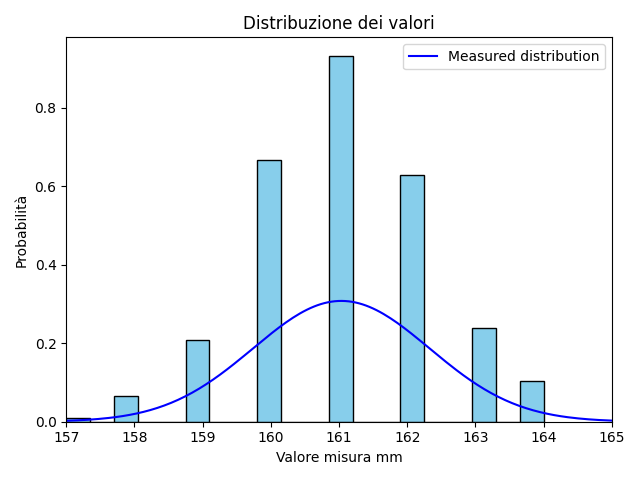 Distribuzione dei valori
Measured distribution
Probabilità
0.8
0.6
0.4
0.2
0.0
157 158 159 160 161 162 163 164 165
Valore misura mm